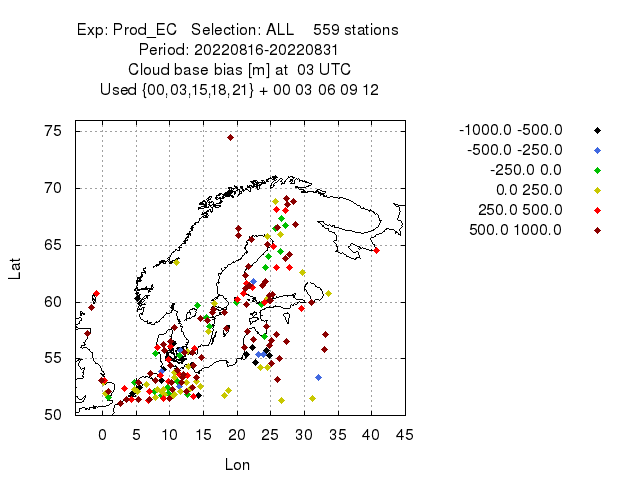 Exp: Prod_EC   Selection: ALL    559 stations
Period: 20220816-20220831
Cloud base bias [m] at  03 UTC
Used {00,03,15,18,21} + 00 03 06 09 12
-1000.0 -500.0
-500.0 -250.0
-250.0 0.0
0.0 250.0
250.0 500.0
500.0 1000.0
75
70
65
60
55
50
Lat
0 5 10 15 20 25 30 35 40 45
Lon